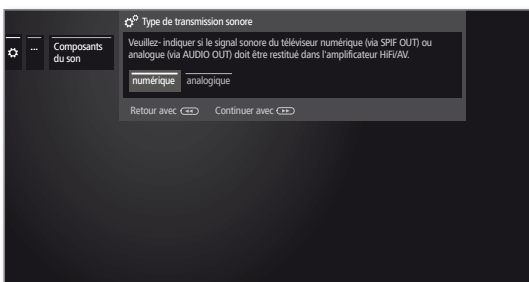 Type de transmission sonore
...
Composants
du son
Veuillez- indiquer si le signal sonore du téléviseur numérique (via SPIF OUT) ou
analogue (via AUDIO OUT) doit être restitué dans l'amplificateur HiFi/AV.
numérique analogique
Retour avec Continuer avec